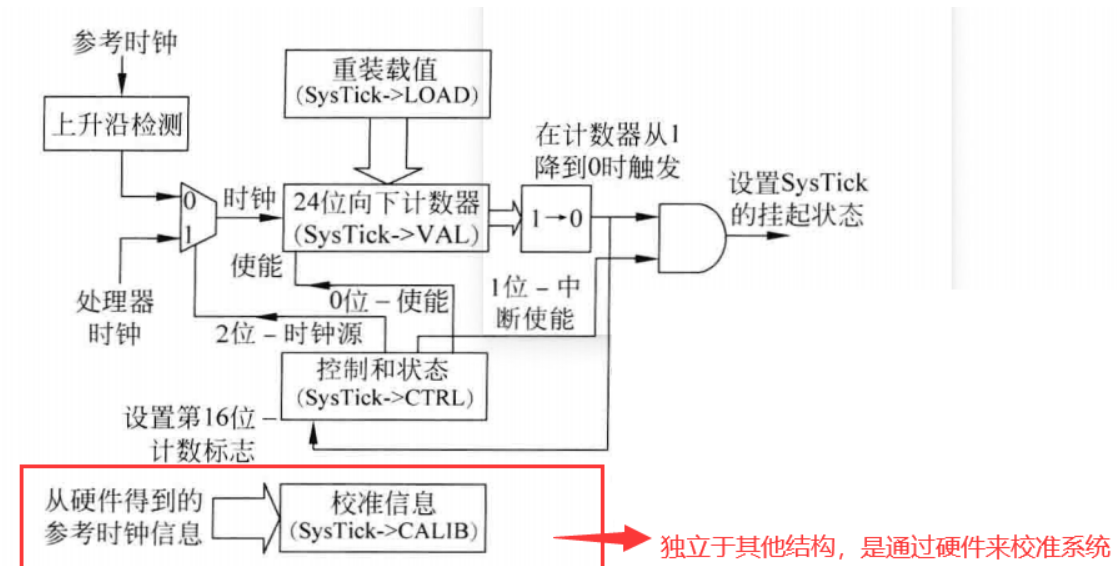 参考时钟
上升沿检测
重装载值
(SysTick->LOAD)
在计数器从1
降到0时触发
设置SysTick
的挂起状态
0
1
时钟
24位向下计数器
(SysTick->VAL)
1→0
处理器
时钟
使能
0位－使能
2位－时钟源
1位－中
断使能
控制和状态
(SysTick->CTRL)
设置第16位－
计数标志
从硬件得到的
参考时钟信息
校准信息
(SysTick->CALIB)
独立于其他结构，是通过硬件来校准系统